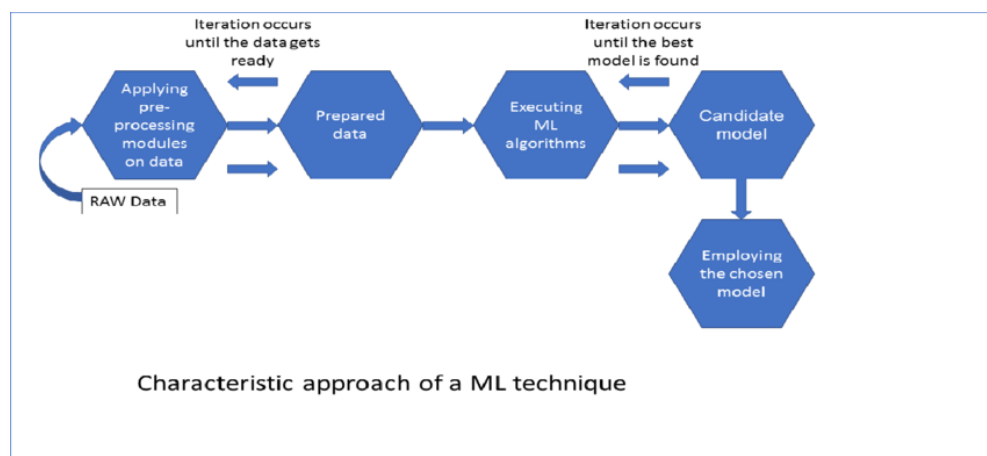 Iteration occurs
until the data gets
ready
Iteration occurs
until the best
model is found
Applying
pre-
processing
modules
on data
Prepared
data
Executing
ML
algorithms
Candidate
model
RAW Data
Employing
the chosen
model
Characteristic approach of a ML technique